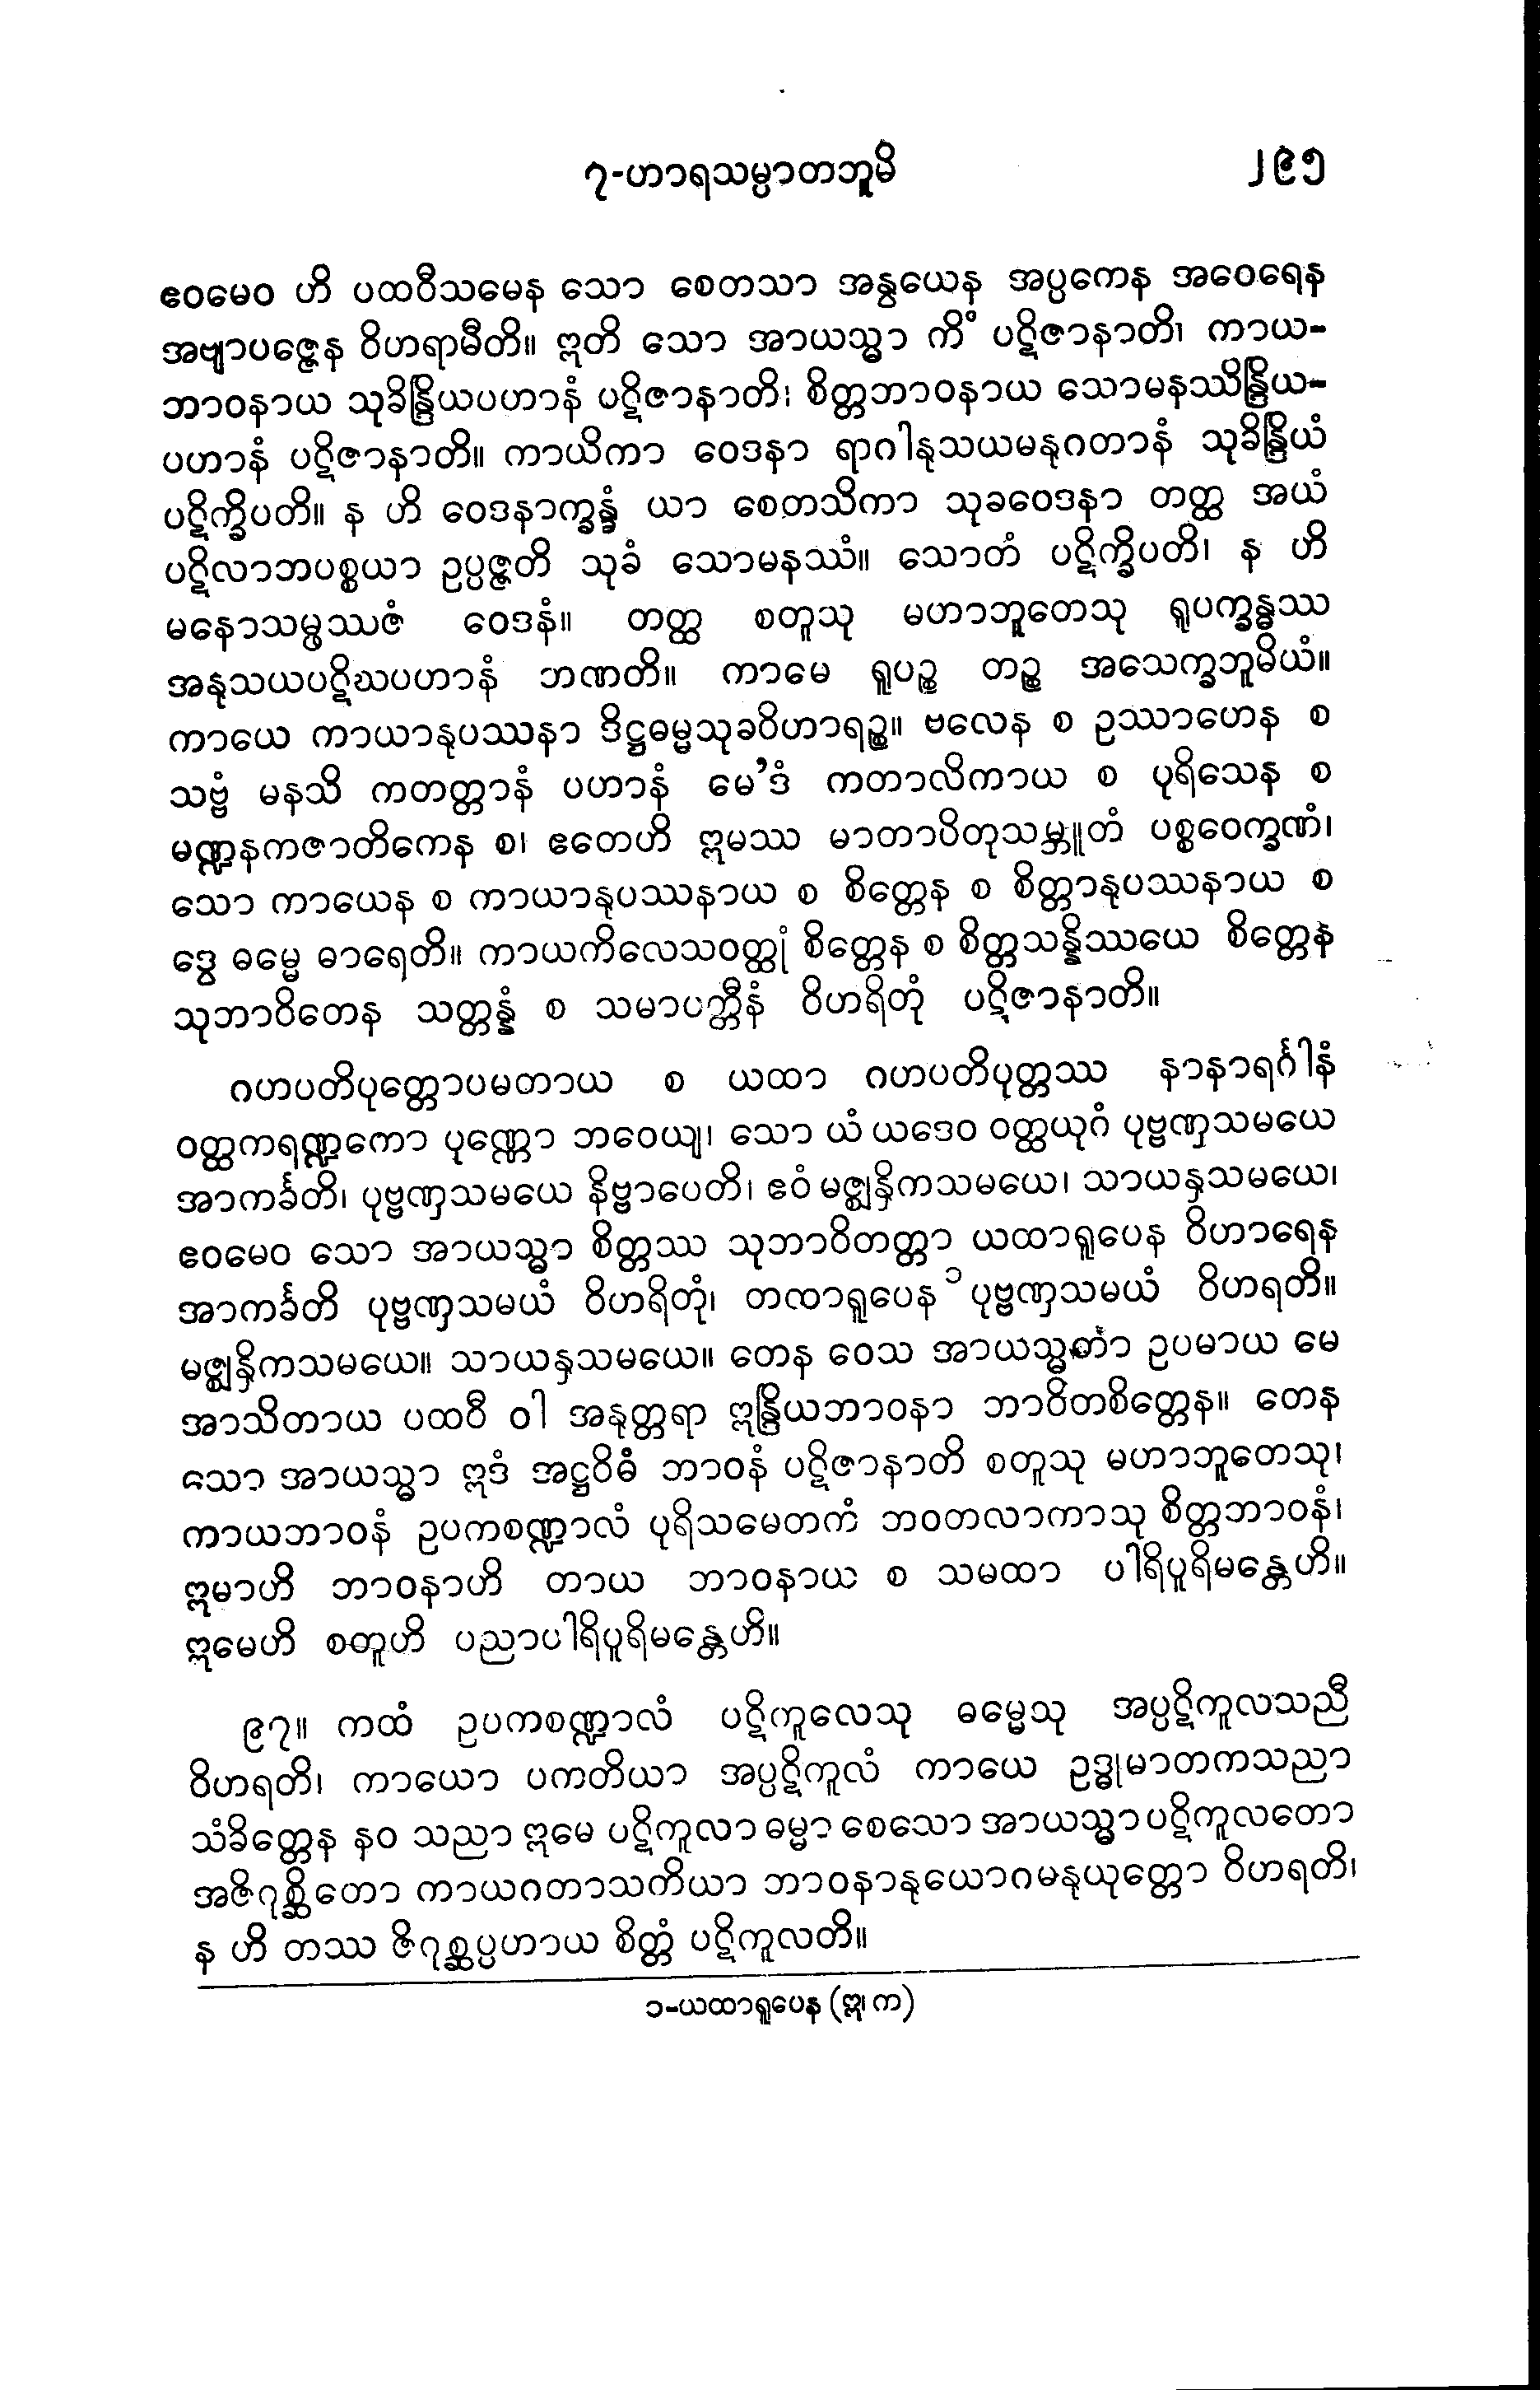 ၇-ဟာရသမ္ပာတဘူမိ ၂၉၅
ဧဝမေဝ ဟိ ပထဝီသမေန သော စေတသာ အနွယေန အပ္ပကေန အဝေရေန
အဗျာပဇ္ဇေန ဝိဟရာမီတိ။ ဣတိ သော အာယသ္မာ ကိံ ပဋိဇာနာတိ၊ ကာယ-
ဘာဝနာယ သုခိန္ဒြိယပဟာနံ ပဋိဇာနာတိ၊ စိတ္တဘာဝနာယ သောမနဿိန္ဒြိယ-
ပဟာနံ ပဋိဇာနာတိ။ ကာယိကာ ဝေဒနာ ရာဂါနုသယမနုဂတာနံ သုခိန္ဒြိယံ
ပဋိက္ခိပတိ။ န ဟိ ဝေဒနာက္ခန္ဓံ ယာ စေတသိကာ သုခဝေဒနာ တတ္ထ အယံ
ပဋိလာဘပစ္စယာ ဥပ္ပဇ္ဇတိ သုခံ သောမနဿံ။ သောတံ ပဋိက္ခိပတိ၊ န ဟိ
မနောသမ္ဖဿဇံ ဝေဒနံ။ တတ္ထ စတူသု မဟာဘူတေသု ရူပက္ခန္ဓဿ
အနုသယပဋိဃပဟာနံ ဘဏတိ။ ကာမေ ရူပဉ္စ တဉ္စ အသေက္ခဘူမိယံ။
ကာယေ ကာယာနုပဿနာ ဒိဋ္ဌဓမ္မသုခဝိဟာရဉ္စ။ ဗလေန စ ဥဿာဟေန စ
သဗ္ဗံ မနသိ ကတတ္တာနံ ပဟာနံ မေ’ဒံ ကတာလိကာယ စ ပုရိသေန စ
မဏ္ဍနကဇာတိကေန စ၊ ဧတေဟိ ဣမဿ မာတာပိတုသမ္ဘူတံ ပစ္စဝေက္ခဏံ၊
သော ကာယေန စ ကာယာနုပဿနာယ စ စိတ္တေန စ စိတ္တာနုပဿနာယ စ
ဒွေ ဓမ္မေ ဓာရေတိ။ ကာယကိလေသဝတ္ထုံ စိတ္တေန စ စိတ္တသန္နိဿယေ စိတ္တေန
သုဘာဝိတေန သတ္တန္နံ စ သမာပတ္တီနံ ဝိဟရိတုံ ပဋိဇာနာတိ။
ဂဟပတိပုတ္တောပမတာယ စ ယထာ ဂဟပတိပုတ္တဿ နာနာရင်္ဂါနံ
ဝတ္ထကရဏ္ဍကော ပုဏ္ဏော ဘဝေယျ၊ သော ယံ ယဒေဝ ဝတ္ထယုဂံ ပုဗ္ဗဏှသမယေ
အာကင်္ခတိ၊ ပုဗ္ဗဏှသမယေ နိဗ္ဗာပေတိ၊ ဧဝံ မဇ္ဈနှိကသမယေ၊ သာယနှသမယေ၊
ဧဝမေဝ သော အာယသ္မာ စိတ္တဿ သုဘာဝိတတ္တာ ယထာရူပေန ဝိဟာရေန
အာကင်္ခတိ ပုဗ္ဗဏှသမယံ ဝိဟရိတုံ၊ တထာရူပေန ၁ ပုဗ္ဗဏှသမယံ ဝိဟရတိ။
မဇ္ဈနှိကသမယေ။ သာယနှသမယေ။ တေန ဝေသ အာယသ္မတာ ဥပမာယ မေ
အာသိတာယ ပထဝီ ဝါ အနုတ္တရာ ဣန္ဒြိယဘာဝနာ ဘာဝိတစိတ္တေန။ တေန
သော အာယသ္မာ ဣဒံ အဋ္ဌဝိဓံ ဘာဝနံ ပဋိဇာနာတိ စတူသု မဟာဘူတေသု၊
ကာယဘာဝနံ ဥပကစဏ္ဍာလံ ပုရိသမေတကံ ဘဝတလာကာသု စိတ္တဘာဝနံ၊
ဣမာဟိ ဘာဝနာဟိ တာယ ဘာဝနာယ စ သမထာ ပါရိပူရိမန္တေဟိ။
ဣမေဟိ စတူဟိ ပညာပါရိပူရိမန္တေဟိ။
၉၇။ ကထံ ဥပကစဏ္ဍာလံ ပဋိကူလေသု ဓမ္မေသု အပ္ပဋိကူလသညီ
ဝိဟရတိ၊ ကာယော ပကတိယာ အပ္ပဋိကူလံ ကာယေ ဥဒ္ဓုမာတကသညာ
သံခိတ္တေန နဝ သညာ ဣမေ ပဋိကူလာ ဓမ္မာ စေသော အာယသ္မာ ပဋိကူလတော
အဇိဂုစ္ဆိတော ကာယဂတာသတိယာ ဘာဝနာနုယောဂမနုယုတ္တော ဝိဟရတိ၊
န ဟိ တဿ ဇိဂုစ္ဆပ္ပဟာယ စိတ္တံ ပဋိကူလတိ။
၁-ယထာရူပေန (ဣ၊ က)